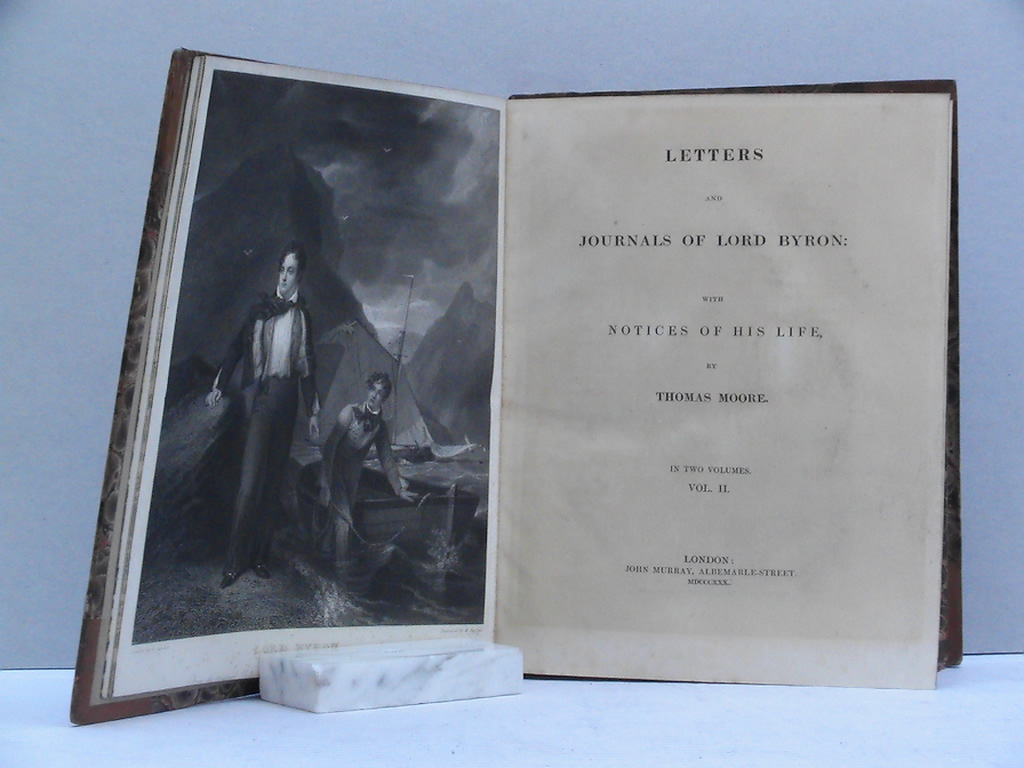 LORD BYRON
LETTERS
AND
JOURNALS OF LORD BYRON:
WITH
NOTICES OF HIS LIFE,
BY
THOMAS MOORE.
IN TWO VOLUMES.
VOL. II.
LONDON:
JOHN MURRAY, ALBEMARLE-STREET.
MDCCCXXX.